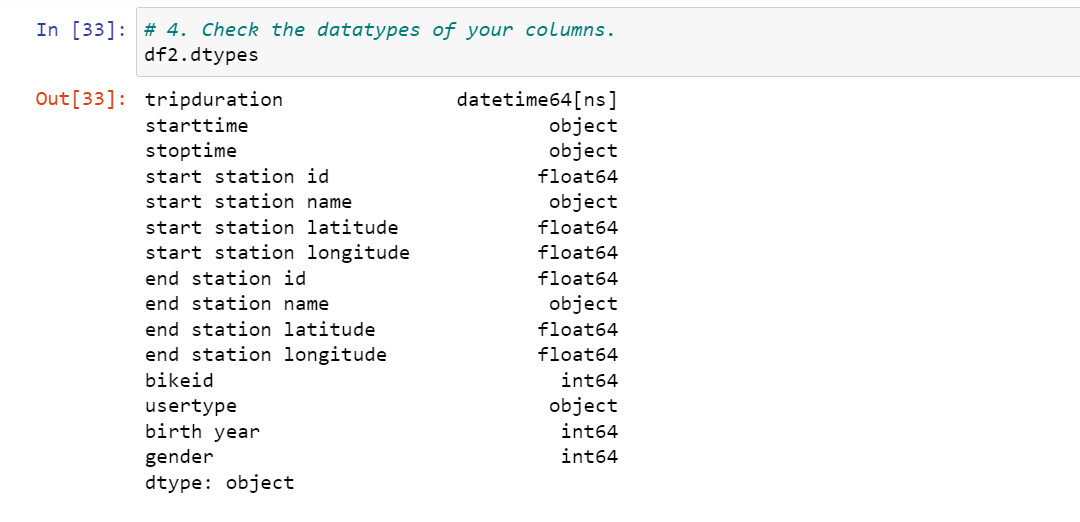 In [33]: # 4. Check the datatypes of your columns.
df2.dtypes
Out[33]: tripduration datetime64[ns]
starttime object
stoptime object
start station id float64
start station name object
start station latitude float64
start station longitude float64
end station id float64
end station name object
end station latitude float64
end station longitude float64
bikeid int64
usertype object
birth year int64
gender int64
dtype: object